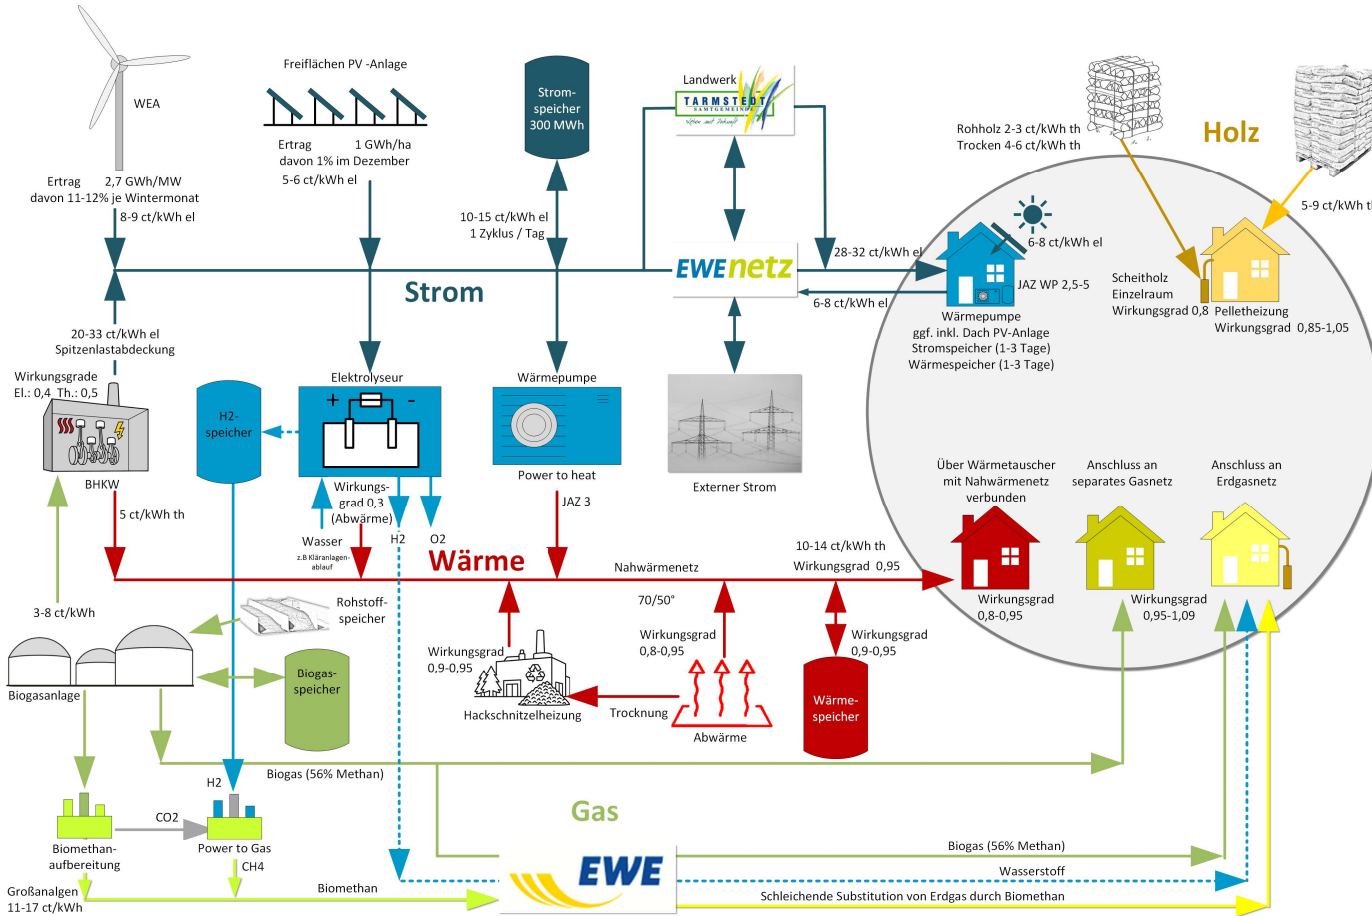 WEA
Ertrag 2,7 GWh/MW
davon 11-12% je Wintermonat
8-9 ct/kWh el
Freiflächen PV -Anlage
Ertrag 1 GWh/ha
davon 1% im Dezember
5-6 ct/kWh el
Strom-
speicher
300 MWh
10-15 ct/kWh el
1 Zyklus / Tag
Landwerk
TARMSTEDT
SAMTGEMEINDE
Leben mit Zukunft
Rohholz 2-3 ct/kWh th
Trocken 4-6 ct/kWh th
Holz
5-9 ct/kWh th
Strom
EWE netz
28-32 ct/kWh el
6-8 ct/kWh el
6-8 ct/kWh el
JAZ WP 2,5-5
Wärmepumpe
ggf. inkl. Dach PV-Anlage
Stromspeicher (1-3 Tage)
Wärmespeicher (1-3 Tage)
Scheitholz
Einzelraum
Wirkungsgrad 0,8
Pelletheizung
Wirkungsgrad 0,85-1,05
20-33 ct/kWh el
Spitzenlastabdeckung
Wirkungsgrade
El.: 0,4 Th.: 0,5
BHKW
5 ct/kWh th
H2-
speicher
Elektrolyseur
+ -
Wirkungs-
grad 0,3
(Abwärme)
Wasser
z.B Kläranlagen-
ablauf
H2
O2
Wärmepumpe
Power to heat
JAZ 3
Externer Strom
Über Wärmetauscher
mit Nahwärmenetz
verbunden
Wirkungsgrad
0,8-0,95
Anschluss an
separates Gasnetz
Wirkungsgrad
0,95-1,09
Anschluss an
Erdgasnetz
Wärme
Nahwärmenetz
70/50°
10-14 ct/kWh th
Wirkungsgrad 0,95
3-8 ct/kWh
Rohstoff-
speicher
Biogasanlage
Biogas-
speicher
Wirkungsgrad
0,9-0,95
Hackschnitzelheizung
Trocknung
Wirkungsgrad
0,8-0,95
Abwärme
Wirkungsgrad
0,9-0,95
Wärme-
speicher
Biogas (56% Methan)
H2
CO2
Biomethan-
aufbereitung
Power to Gas
CH4
Großanalgen
11-17 ct/kWh
Biomethan
Gas
EWE
Biogas (56% Methan)
Wasserstoff
Schleichende Substitution von Erdgas durch Biomethan